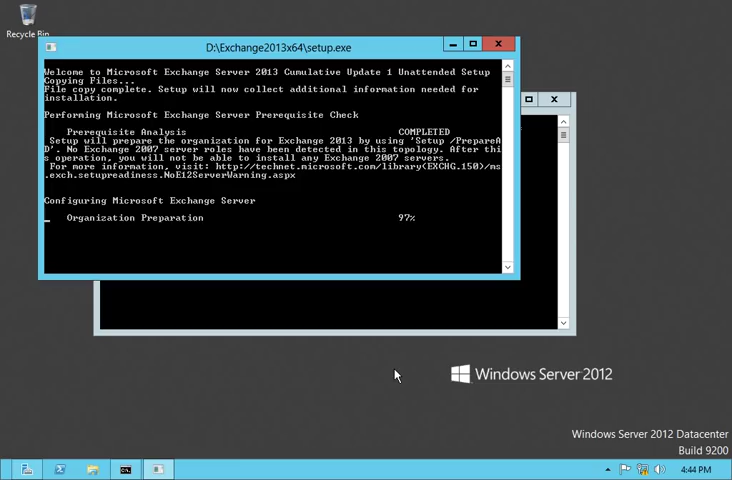 Recycle Bin
D:\Exchange2013x64\setup.exe
Welcome to Microsoft Exchange Server 2013 Cumulative Update 1 Unattended Setup
Copying Files...
File copy complete. Setup will now collect additional information needed for
installation.
Performing Microsoft Exchange Server Prerequisite Check
Prerequisite Analysis COMPLETED
Setup will prepare the organization for Exchange 2013 by using 'Setup /PrepareA
D'. No Exchange 2007 server roles have been detected in this topology. After thi
s operation, you will not be able to install any Exchange 2007 servers.
For more information, visit: http://technet.microsoft.com/library(EXCHG.150)/ms
.exch.setupreadiness.NoE12ServerWarning.aspx
Configuring Microsoft Exchange Server
Organization Preparation 97%
Windows Server 2012
Windows Server 2012 Datacenter
Build 9200
4:44 PM